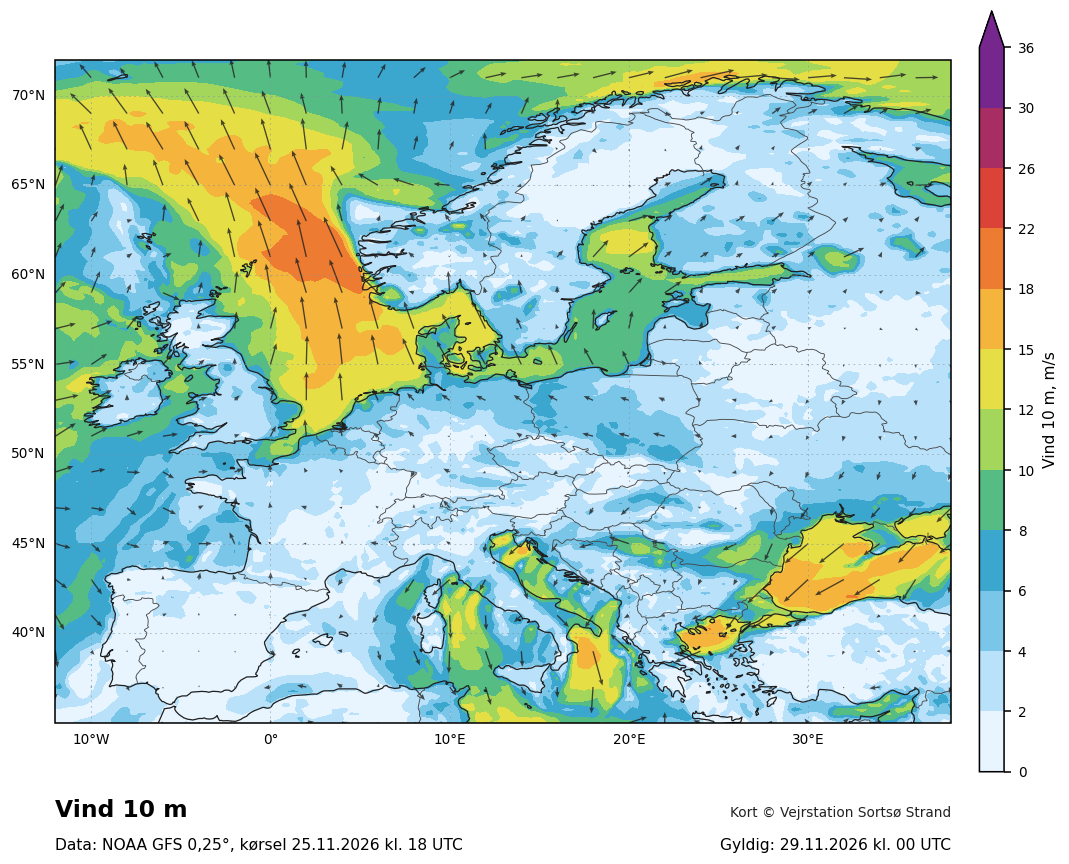 36
30
26
22
18
15
12
10
8
6
4
2
0
Vind 10 m, m/s
70°N
65°N
60°N
55°N
50°N
45°N
40°N
10°W
0°
10°E
20°E
30°E
Vind 10 m
Kort © Vejrstation Sortsø Strand
Data: NOAA GFS 0,25°, kørsel 25.11.2026 kl. 18 UTC
Gyldig: 29.11.2026 kl. 00 UTC